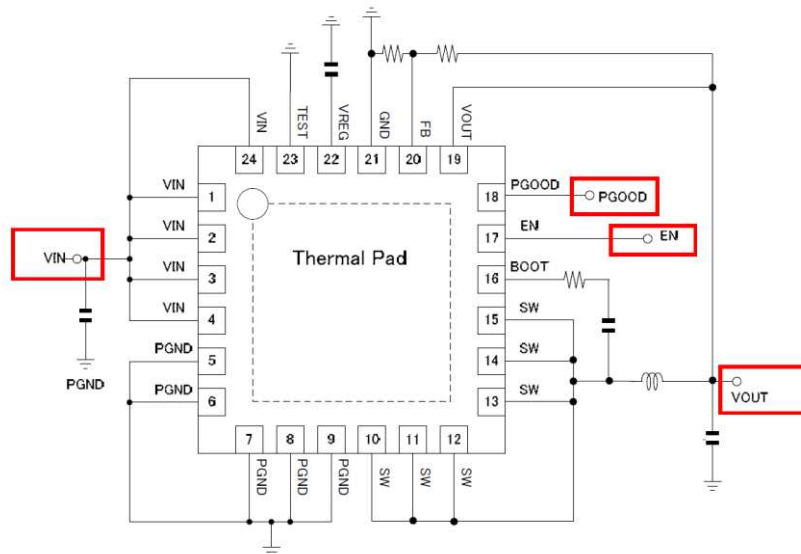 VIN
TEST
VREG
GND
FB
VOUT
24
23
22
21
20
19
VIN
1
VIN
2
VIN
3
VIN
4
PGND
5
PGND
6
VIN
PGND
Thermal Pad
18
PGOOD
PGOOD
17
EN
EN
16
BOOT
15
SW
14
SW
13
SW
VOUT
7
8
9
10
11
12
PGND
PGND
PGND
SW
SW
SW